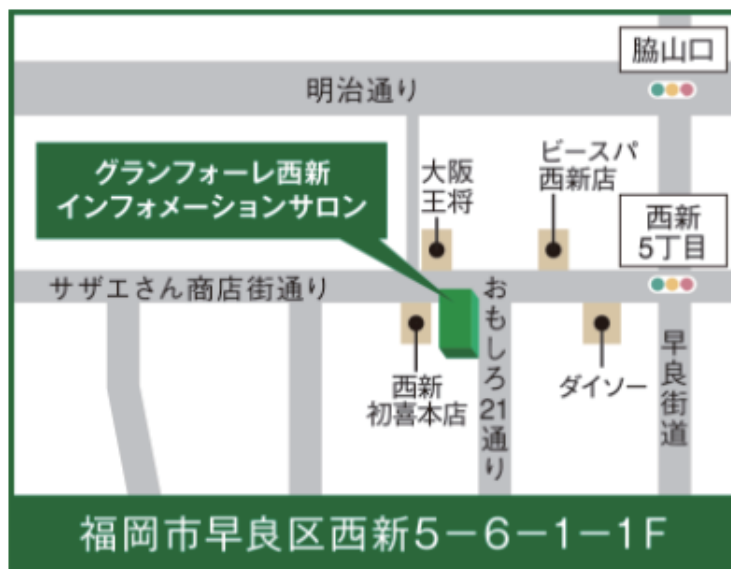 脇山口
明治通り
グランフォーレ西新
インフォメーションサロン
大阪
王将
ビースパ
西新店
西新
5丁目
サザエさん商店街通り
おもしろ21通り
西新
初喜本店
ダイソー
早良街道
福岡市早良区西新5−6−1−1F